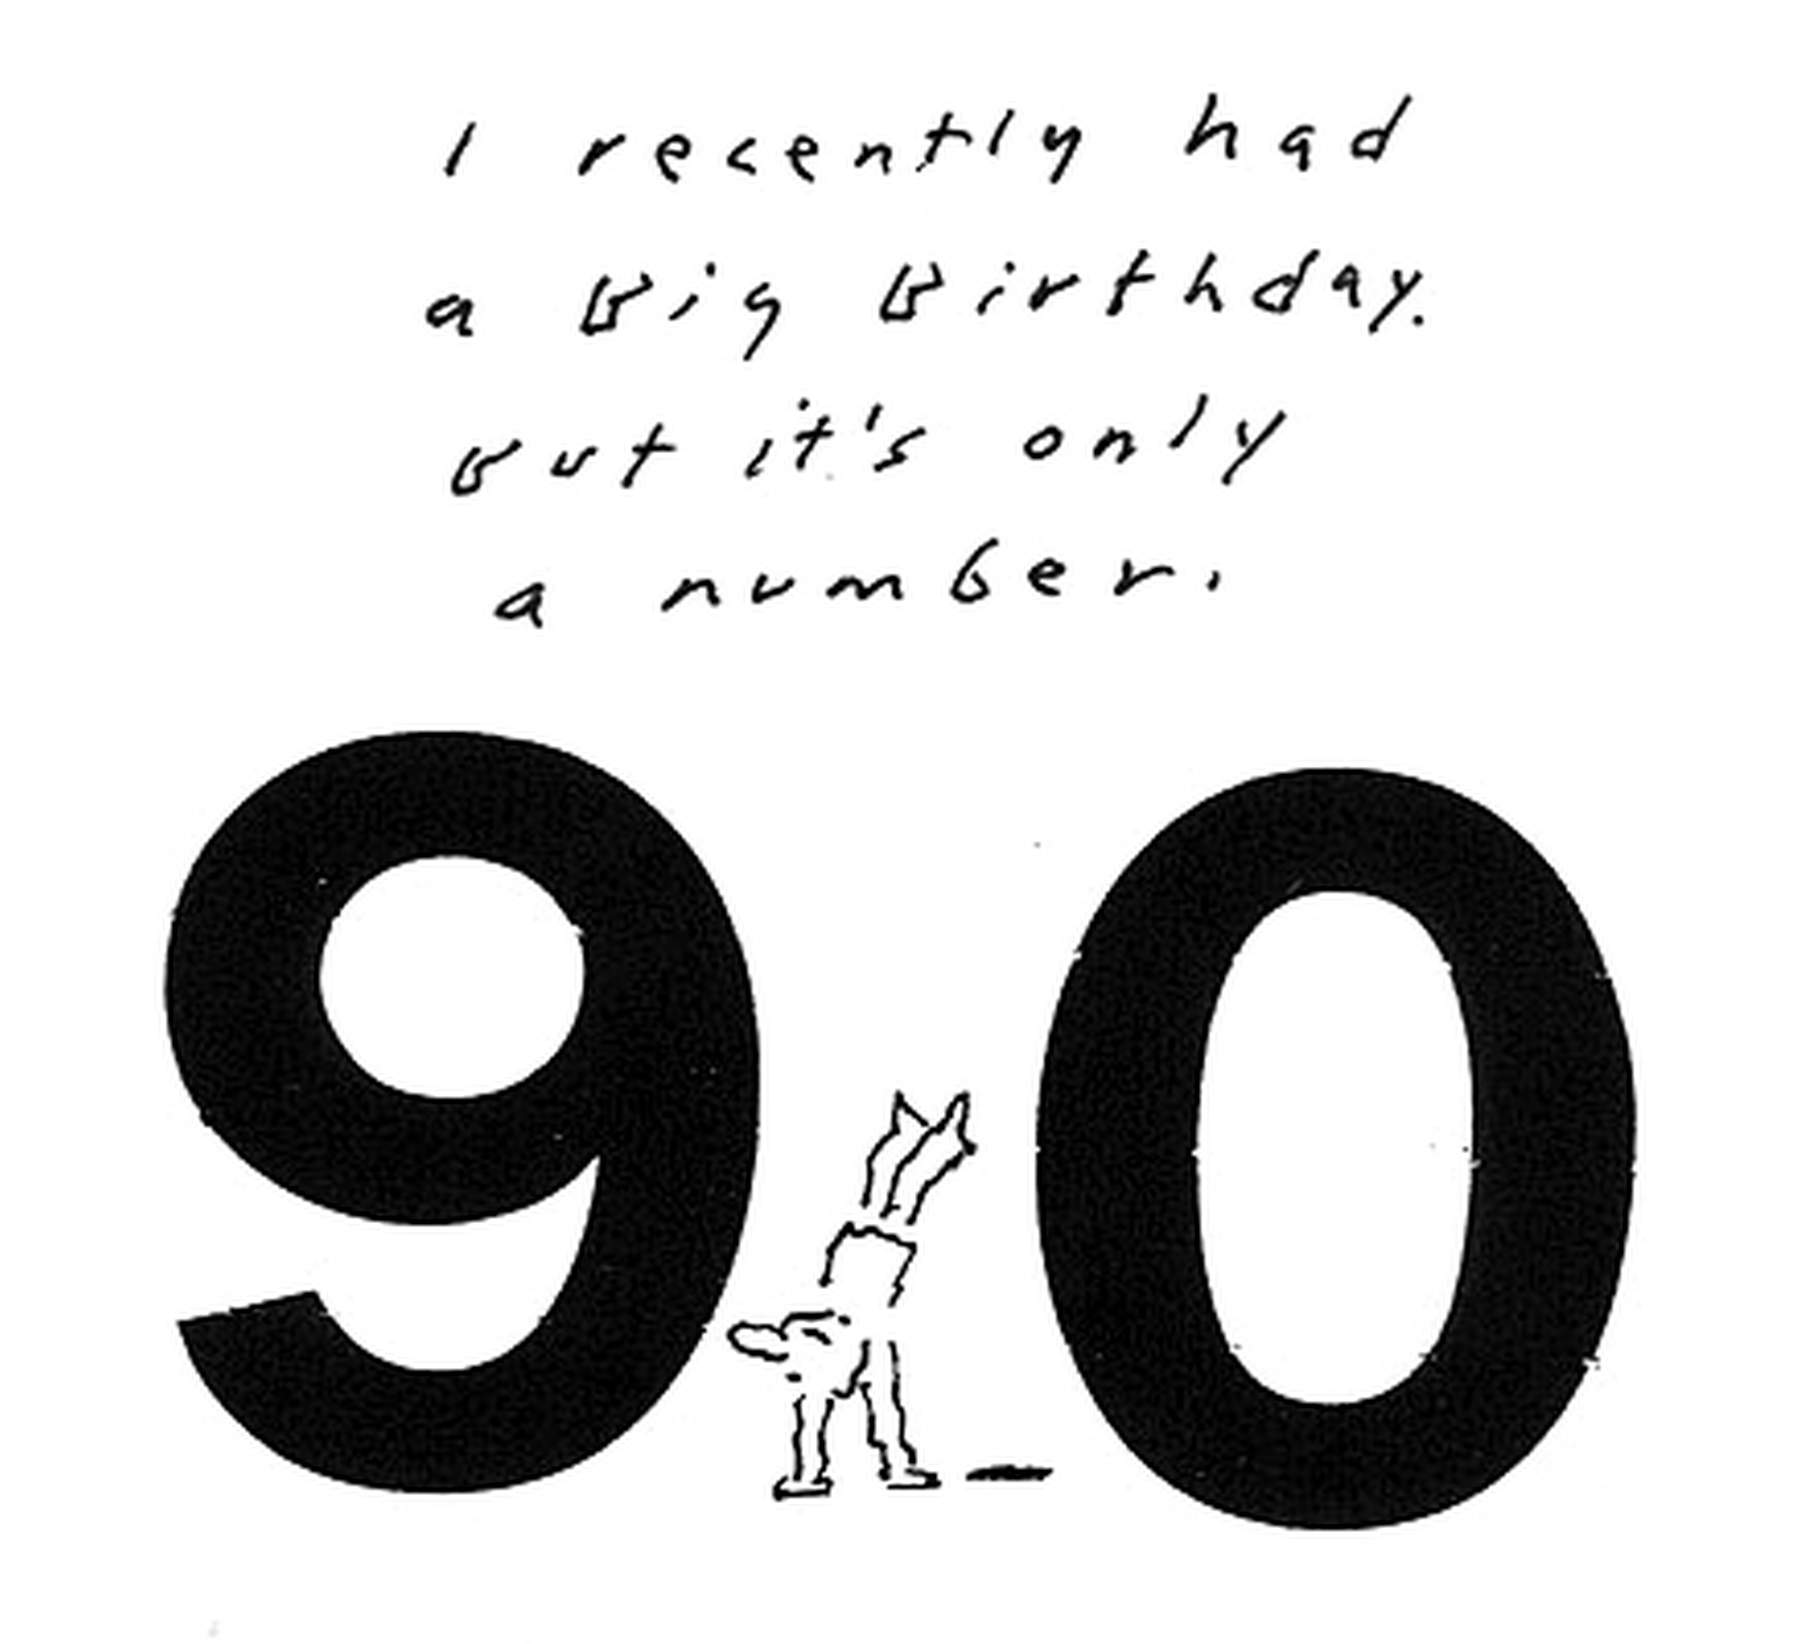 I recently had
a Big Birthday.
But it's only
a number.
90